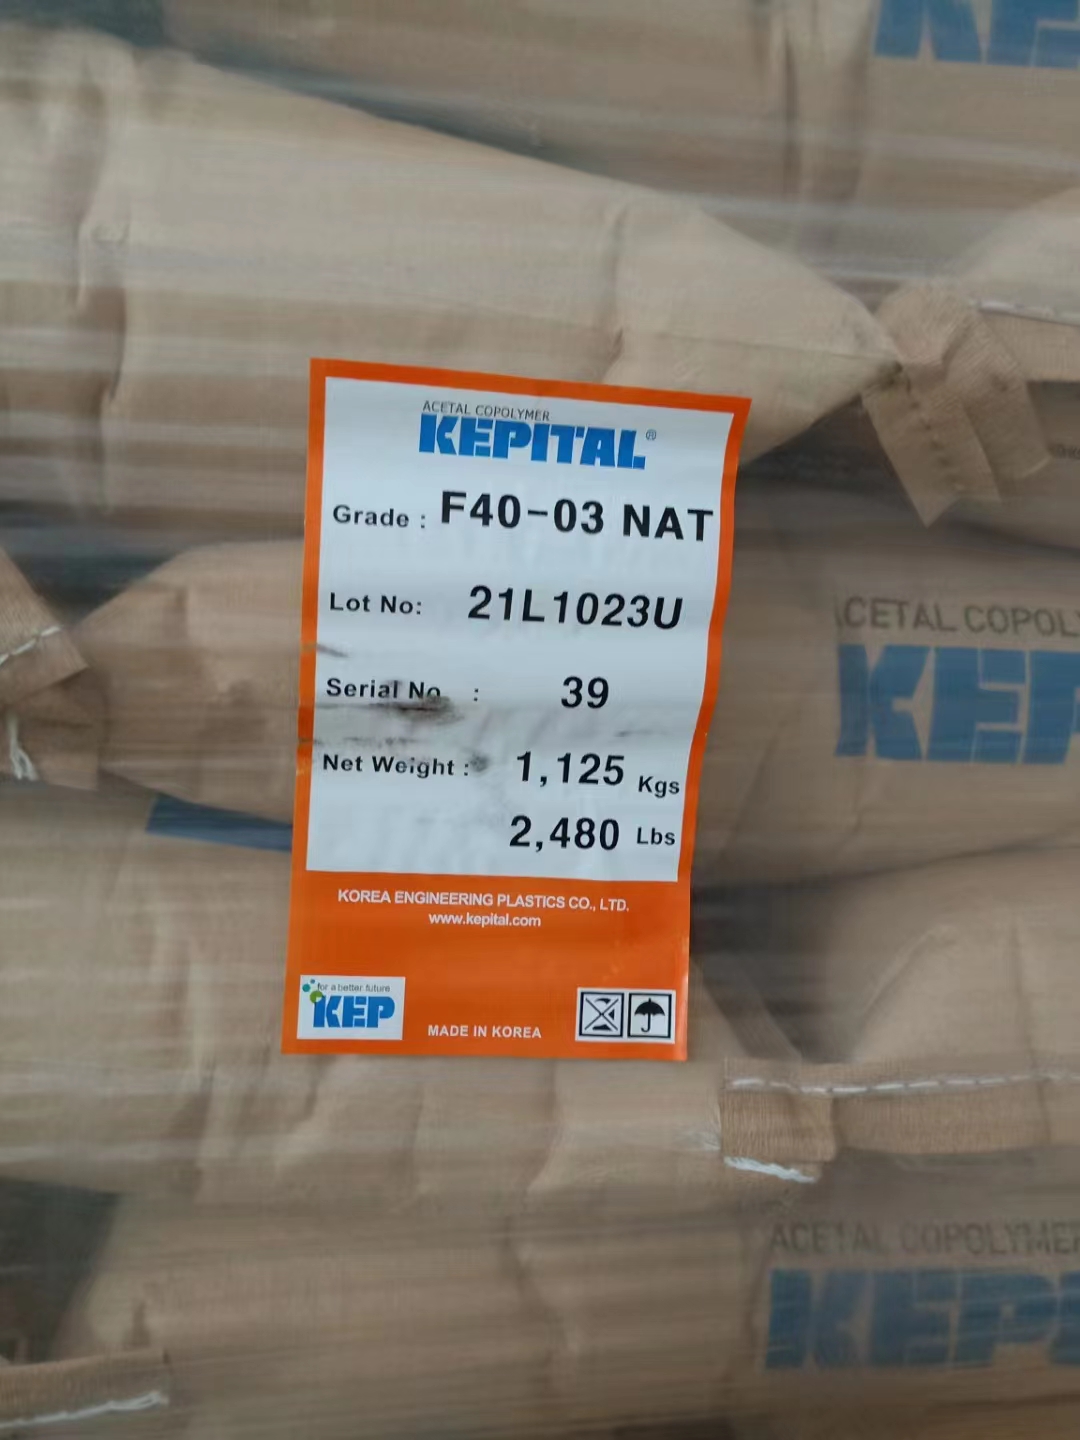 ACETAL COPOLYMER
KEPITAL®
Grade : F40-03 NAT
Lot No: 21L1023U
Serial No : 39
Net Weight : 1,125 Kgs
2,480 Lbs
KOREA ENGINEERING PLASTICS CO., LTD.
www.kepital.com
for a better future
KEP
MADE IN KOREA
ACETAL COPOL
KEP
ACETAL COPOLYMER
KEPI